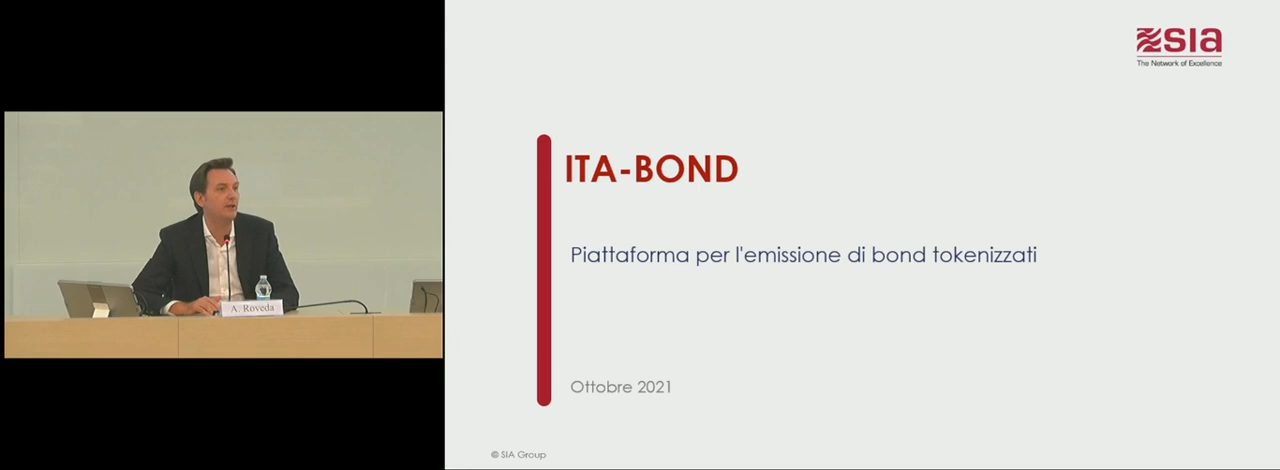 SIA
The Network of Excellence
ITA-BOND
Piattaforma per l'emissione di bond tokenizzati
A. Roveda
Ottobre 2021
© SIA Group